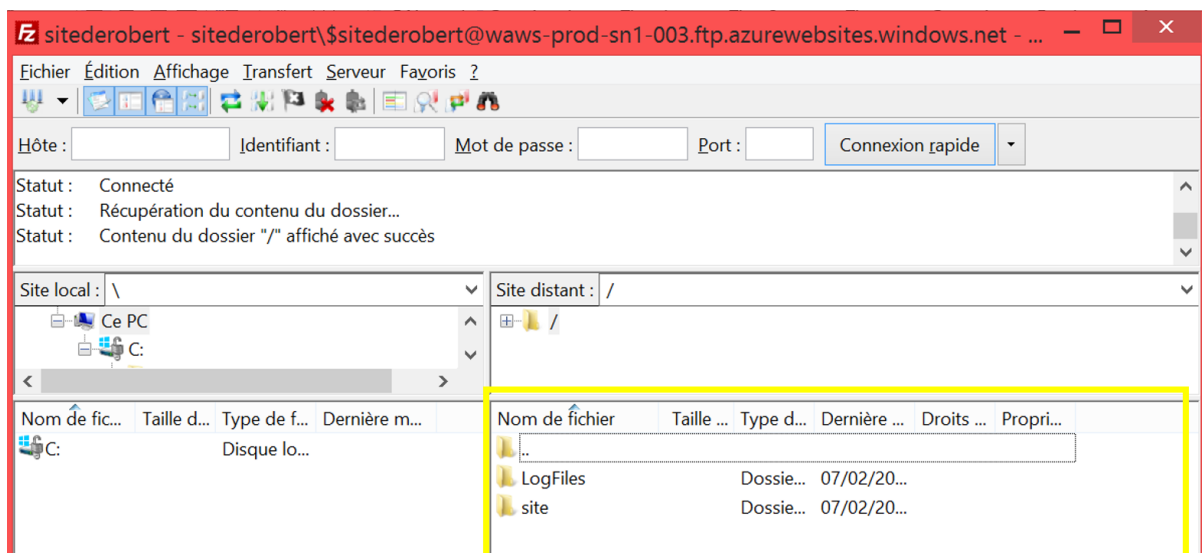 Fz sitederobert - sitederobert\$sitederobert@waws-prod-sn1-003.ftp.azurewebsites.windows.net - ...
Fichier Édition Affichage Transfert Serveur Favoris ?
Hôte : Identifiant : Mot de passe : Port : Connexion rapide
Statut : Connecté
Statut : Récupération du contenu du dossier...
Statut : Contenu du dossier "/" affiché avec succès
Site local : \
Site distant : /
Ce PC
C:
/
Nom de fic... Taille d... Type de f... Dernière m...
C: Disque lo...
Nom de fichier Taille ... Type d... Dernière ... Droits ... Propri...
..
LogFiles Dossie... 07/02/20...
site Dossie... 07/02/20...